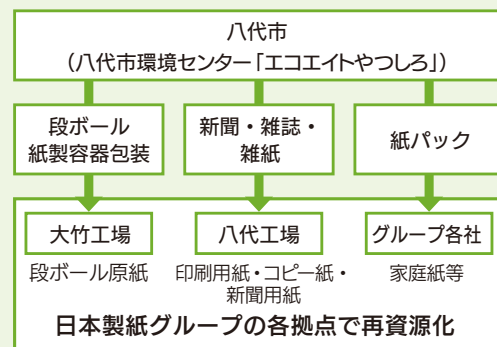 八代市
（八代市環境センター「エコエイトやつしろ」）
段ボール
紙製容器包装
新聞・雑誌・
雑紙
紙パック
大竹工場
八代工場
グループ各社
段ボール原紙
印刷用紙・コピー紙・
新聞用紙
家庭紙等
日本製紙グループの各拠点で再資源化